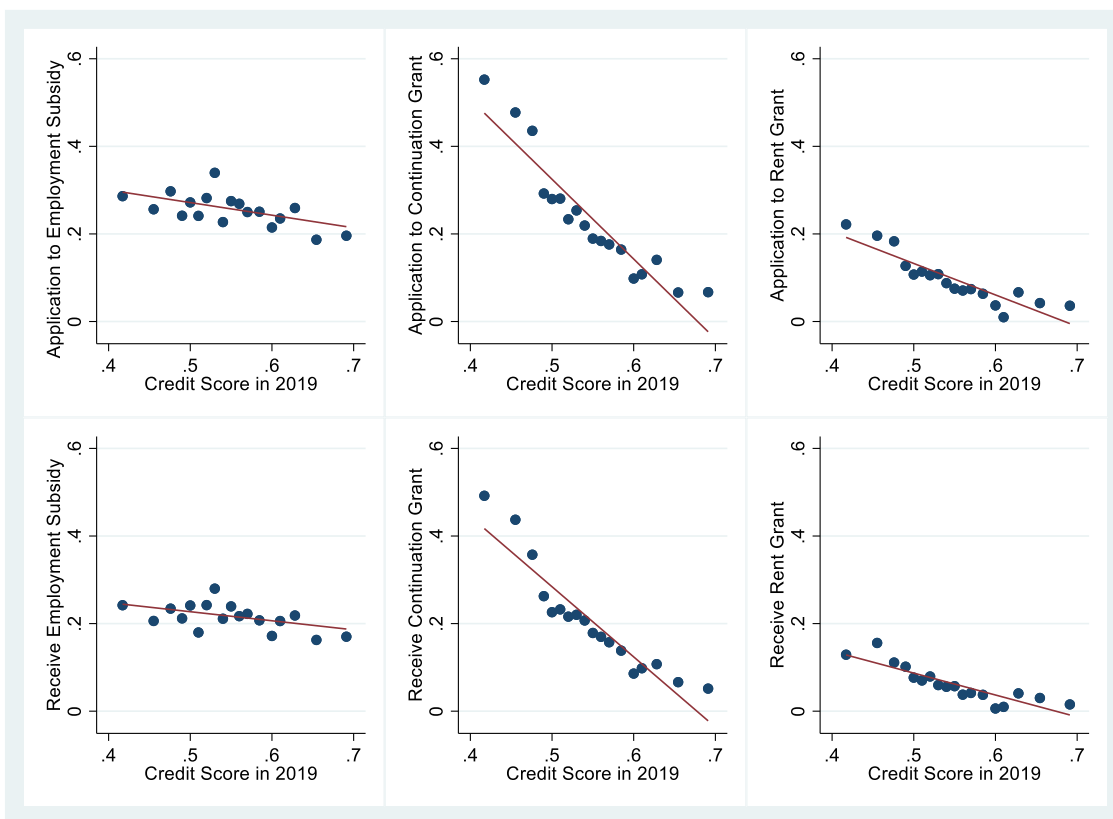 Application to Employment Subsidy
.6
.4
.2
0
.4 .5 .6 .7
Credit Score in 2019
Application to Continuation Grant
.6
.4
.2
0
.4 .5 .6 .7
Credit Score in 2019
Application to Rent Grant
.6
.4
.2
0
.4 .5 .6 .7
Credit Score in 2019
Receive Employment Subsidy
.6
.4
.2
0
.4 .5 .6 .7
Credit Score in 2019
Receive Continuation Grant
.6
.4
.2
0
.4 .5 .6 .7
Credit Score in 2019
Receive Rent Grant
.6
.4
.2
0
.4 .5 .6 .7
Credit Score in 2019